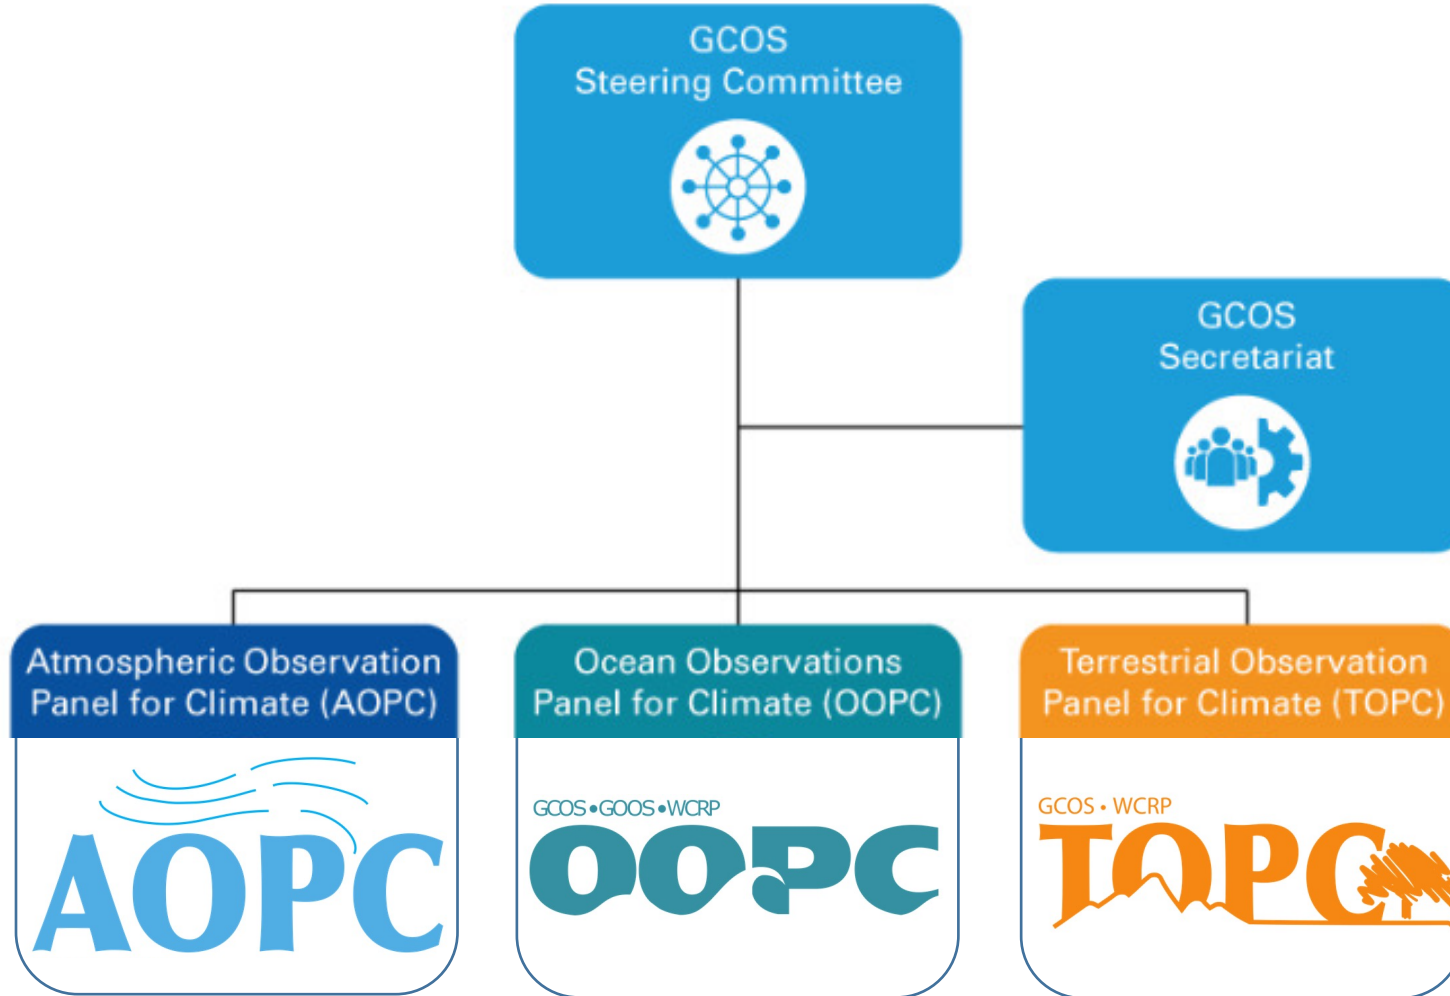 GCOS
Steering Committee
GCOS
Secretariat
Atmospheric Observation
Panel for Climate (AOPC)
AOPC
Ocean Observations
Panel for Climate (OOPC)
GCOS•GOOS•WCRP
OOPC
Terrestrial Observation
Panel for Climate (TOPC)
GCOS • WCRP
TOPC